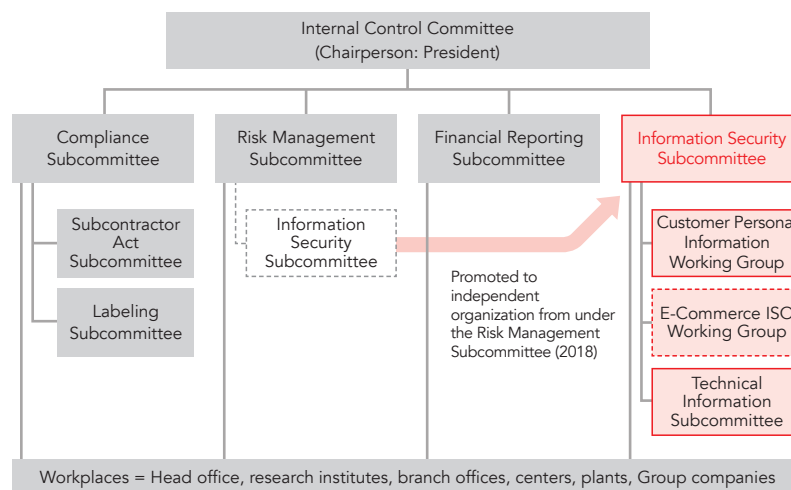 Internal Control Committee
(Chairperson: President)
Compliance
Subcommittee
Risk Management
Subcommittee
Financial Reporting
Subcommittee
Information Security
Subcommittee
Subcontractor
Act
Subcommittee
Labeling
Subcommittee
Information
Security
Subcommittee
Promoted to
independent
organization from under
the Risk Management
Subcommittee (2018)
Customer Personal
Information
Working Group
E-Commerce ISO
Working Group
Technical
Information
Subcommittee
Workplaces = Head office, research institutes, branch offices, centers, plants, Group companies